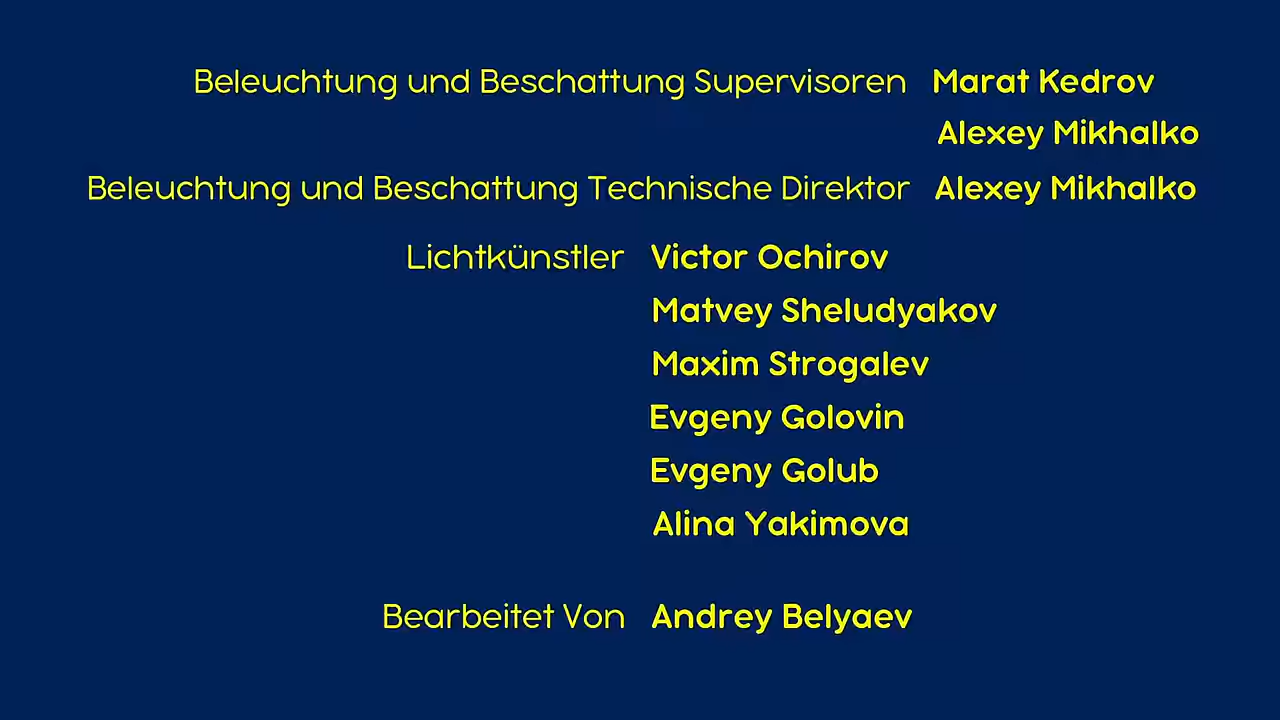 Beleuchtung und Beschattung Supervisoren Marat Kedrov
Alexey Mikhalko
Beleuchtung und Beschattung Technische Direktor Alexey Mikhalko
Lichtkünstler Victor Ochirov
Matvey Sheludyakov
Maxim Strogalev
Evgeny Golovin
Evgeny Golub
Alina Yakimova
Bearbeitet Von Andrey Belyaev